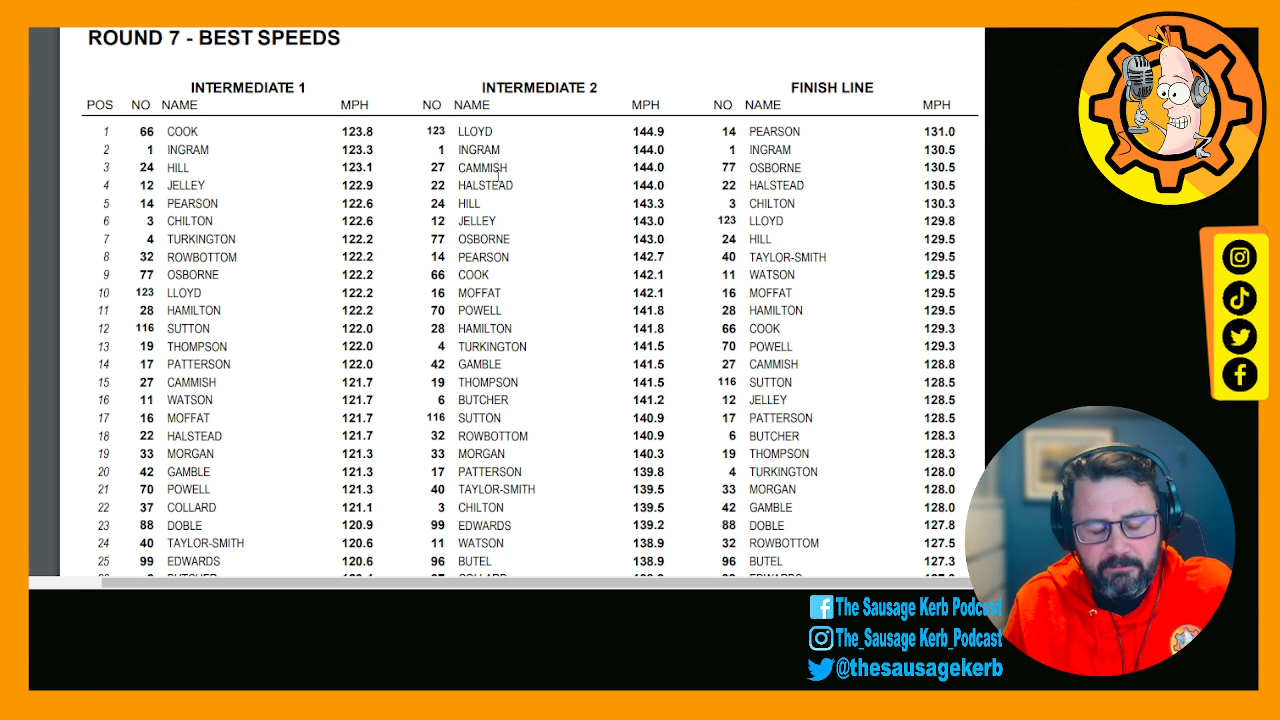 ROUND 7 - BEST SPEEDS
INTERMEDIATE 1 INTERMEDIATE 2 FINISH LINE
POS NO NAME MPH NO NAME MPH NO NAME MPH
1 66 COOK 123.8 123 LLOYD 144.9 14 PEARSON 131.0
2 1 INGRAM 123.3 1 INGRAM 144.0 1 INGRAM 130.5
3 24 HILL 123.1 27 CAMMISH 144.0 77 OSBORNE 130.5
4 12 JELLEY 122.9 22 HALSTEAD 144.0 22 HALSTEAD 130.5
5 14 PEARSON 122.6 24 HILL 143.3 3 CHILTON 130.3
6 3 CHILTON 122.6 12 JELLEY 143.0 123 LLOYD 129.8
7 4 TURKINGTON 122.2 77 OSBORNE 143.0 24 HILL 129.5
8 32 ROWBOTTOM 122.2 14 PEARSON 142.7 40 TAYLOR-SMITH 129.5
9 77 OSBORNE 122.2 66 COOK 142.1 11 WATSON 129.5
10 123 LLOYD 122.2 16 MOFFAT 142.1 16 MOFFAT 129.5
11 28 HAMILTON 122.2 70 POWELL 141.8 28 HAMILTON 129.5
12 116 SUTTON 122.0 28 HAMILTON 141.8 66 COOK 129.3
13 19 THOMPSON 122.0 4 TURKINGTON 141.5 70 POWELL 129.3
14 17 PATTERSON 122.0 42 GAMBLE 141.5 27 CAMMISH 128.8
15 27 CAMMISH 121.7 19 THOMPSON 141.5 116 SUTTON 128.5
16 11 WATSON 121.7 6 BUTCHER 141.2 12 JELLEY 128.5
17 16 MOFFAT 121.7 116 SUTTON 140.9 17 PATTERSON 128.5
18 22 HALSTEAD 121.7 32 ROWBOTTOM 140.9 6 BUTCHER 128.3
19 33 MORGAN 121.3 33 MORGAN 140.3 19 THOMPSON 128.3
20 42 GAMBLE 121.3 17 PATTERSON 139.8 4 TURKINGTON 128.0
21 70 POWELL 121.3 40 TAYLOR-SMITH 139.5 33 MORGAN 128.0
22 37 COLLARD 121.1 3 CHILTON 139.5 42 GAMBLE 128.0
23 88 DOBLE 120.9 99 EDWARDS 139.2 88 DOBLE 127.8
24 40 TAYLOR-SMITH 120.6 11 WATSON 138.9 32 ROWBOTTOM 127.5
25 99 EDWARDS 120.6 96 BUTEL 138.9 96 BUTEL 127.3
The Sausage Kerb Podcast
The_Sausage Kerb_Podcast
@thesausagekerb